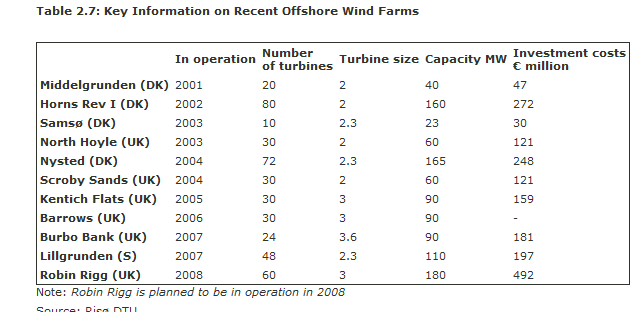 Table 2.7: Key Information on Recent Offshore Wind Farms
In operation Number of turbines Turbine size Capacity MW Investment costs € million
Middelgrunden (DK) 2001 20 2 40 47
Horns Rev I (DK) 2002 80 2 160 272
Samsø (DK) 2003 10 2.3 23 30
North Hoyle (UK) 2003 30 2 60 121
Nysted (DK) 2004 72 2.3 165 248
Scroby Sands (UK) 2004 30 2 60 121
Kentich Flats (UK) 2005 30 3 90 159
Barrows (UK) 2006 30 3 90 -
Burbo Bank (UK) 2007 24 3.6 90 181
Lillgrunden (S) 2007 48 2.3 110 197
Robin Rigg (UK) 2008 60 3 180 492
Note: Robin Rigg is planned to be in operation in 2008
Source: Risø DTU